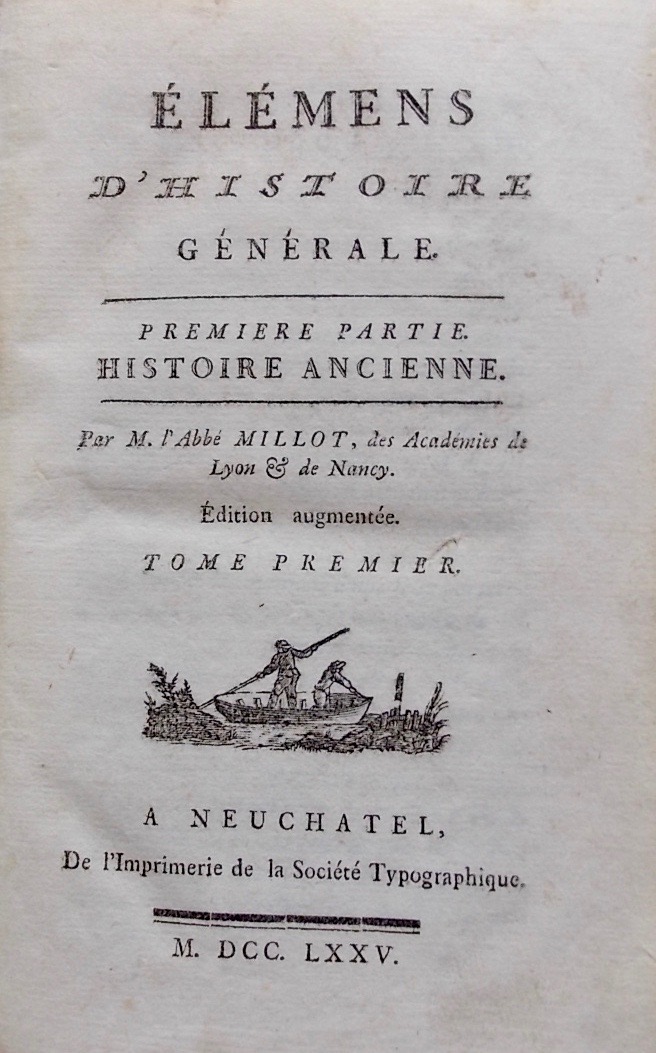 ÉLÉMENS
D'HISTOIRE
GÉNÉRALE.
PREMIERE PARTIE.
HISTOIRE ANCIENNE.
Par M. l'Abbé MILLOT, des Académies de
Lyon & de Nancy.
Édition augmentée.
TOME PREMIER.
A NEUCHATEL,
De l'Imprimerie de la Société Typographique.
M. DCC. LXXV.